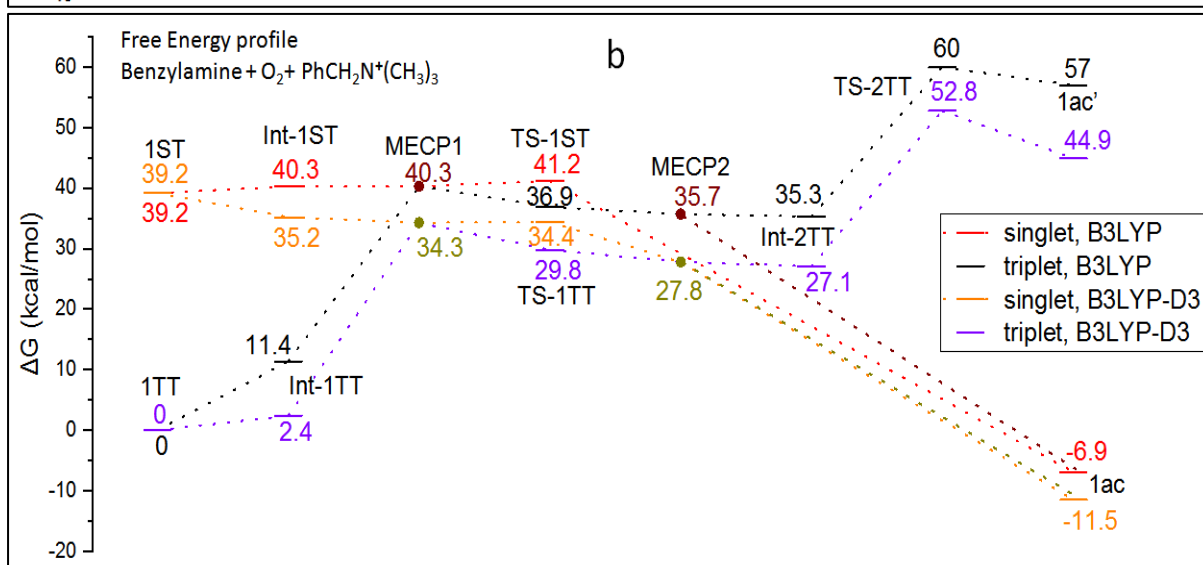 Free Energy profile
Benzylamine + O₂ + PhCH₂N⁺(CH₃)₃
b
ΔG (kcal/mol)
60
50
40
30
20
10
0
-10
-20
1ST
39.2
39.2
Int-1ST
40.3
35.2
MECP1
40.3
34.3
TS-1ST
41.2
36.9
34.4
29.8
TS-1TT
MECP2
35.7
27.8
35.3
Int-2TT
27.1
TS-2TT
60
52.8
57
1ac'
44.9
1TT
0
0
11.4
Int-1TT
2.4
-6.9
1ac
-11.5
singlet, B3LYP
triplet, B3LYP
singlet, B3LYP-D3
triplet, B3LYP-D3